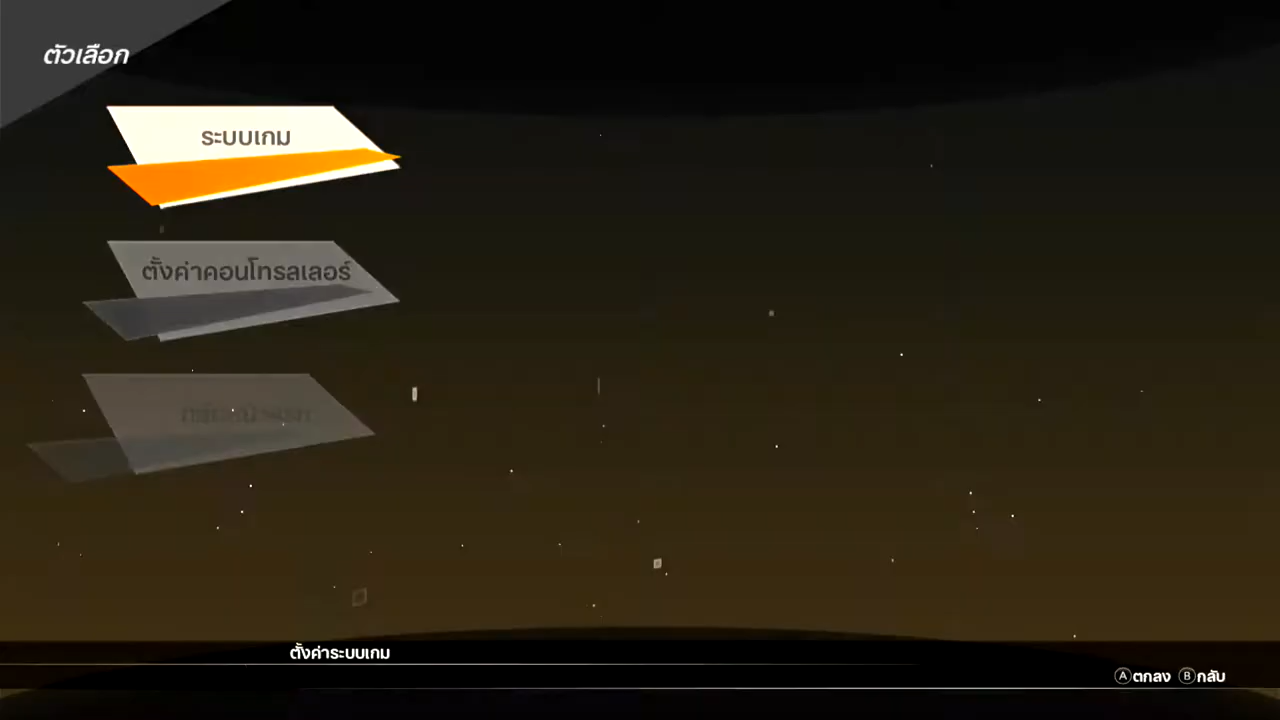 ตัวเลือก
ระบบเกม
ตั้งค่าคอนโทรลเลอร์
ตั้งค่าระบบเกม
Ⓐตกลง Ⓑกลับ